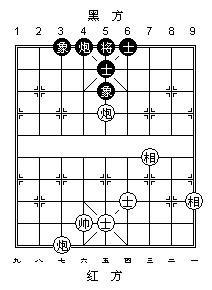 黑 方
1 2 3 4 5 6 7 8 9
象 炮 将 士
士
象
炮
相
士 相
帅 士
炮
九 八 七 六 五 四 三 二 一
红 方